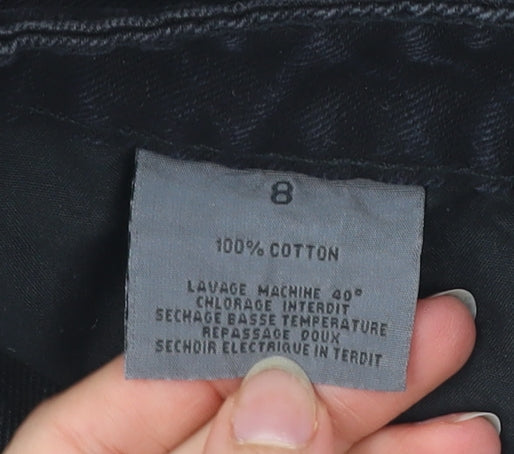 8
100% COTTON
LAVAGE MACHINE 40°
CHLORAGE INTERDIT
SECHAGE BASSE TEMPERATURE
REPASSAGE DOUX
SECHOIR ELECTRIQUE IN TERDIT